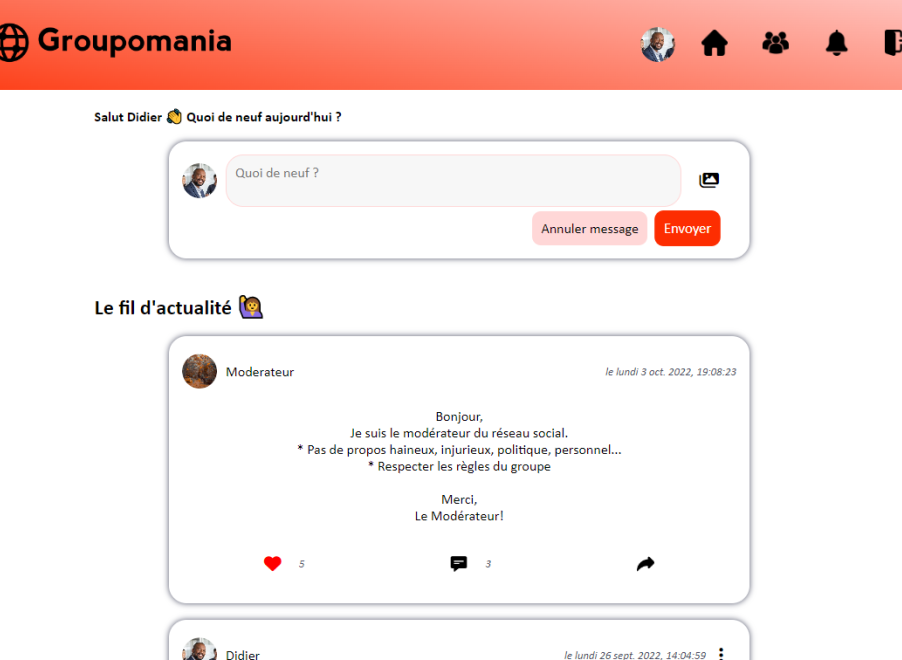 Groupomania
Salut Didier 👏 Quoi de neuf aujourd'hui ?
Quoi de neuf ?
Annuler message
Envoyer
Le fil d'actualité 🙋
Moderateur
le lundi 3 oct. 2022, 19:08:23
Bonjour,
Je suis le modérateur du réseau social.
* Pas de propos haineux, injurieux, politique, personnel...
* Respecter les règles du groupe
Merci,
Le Modérateur!
5
3
Didier
le lundi 26 sept. 2022, 14:04:59